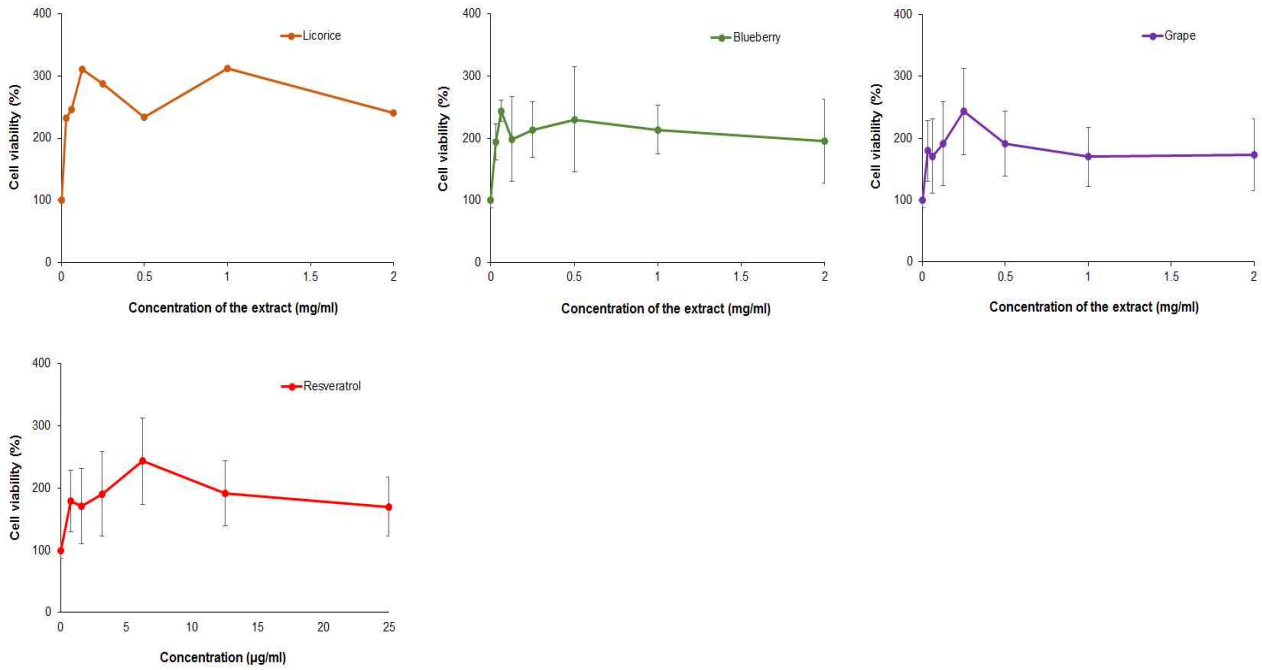 400
300
200
100
0
Cell viability (%)
Licorice
0 0.5 1 1.5 2
Concentration of the extract (mg/ml)
400
300
200
100
0
Cell viability (%)
Blueberry
0 0.5 1 1.5 2
Concentration of the extract (mg/ml)
400
300
200
100
0
Cell viability (%)
Grape
0 0.5 1 1.5 2
Concentration of the extract (mg/ml)
400
300
200
100
0
Cell viability (%)
Resveratrol
0 5 10 15 20 25
Concentration (µg/ml)